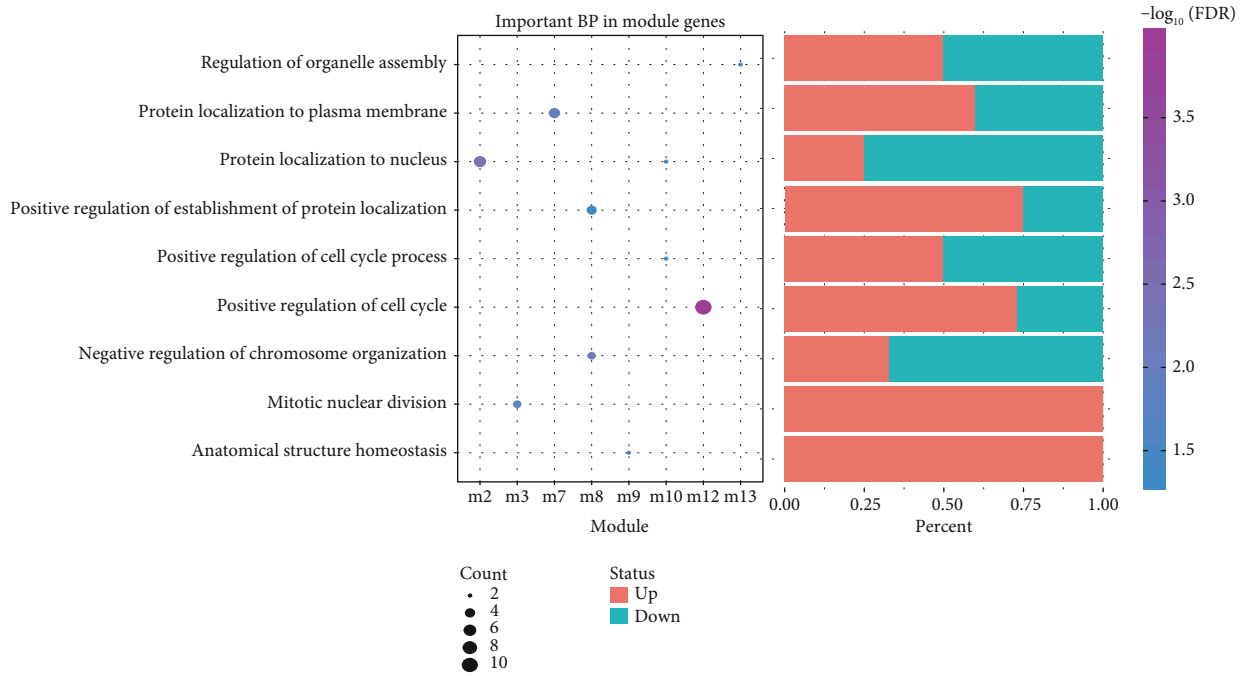 Important BP in module genes
−log₁₀ (FDR)
Regulation of organelle assembly
Protein localization to plasma membrane
Protein localization to nucleus
Positive regulation of establishment of protein localization
Positive regulation of cell cycle process
Positive regulation of cell cycle
Negative regulation of chromosome organization
Mitotic nuclear division
Anatomical structure homeostasis
3.5
3.0
2.5
2.0
1.5
m2 m3 m7 m8 m9 m10 m12 m13
Module
0.00 0.25 0.50 0.75 1.00
Percent
Count
2
4
6
8
10
Status
Up
Down